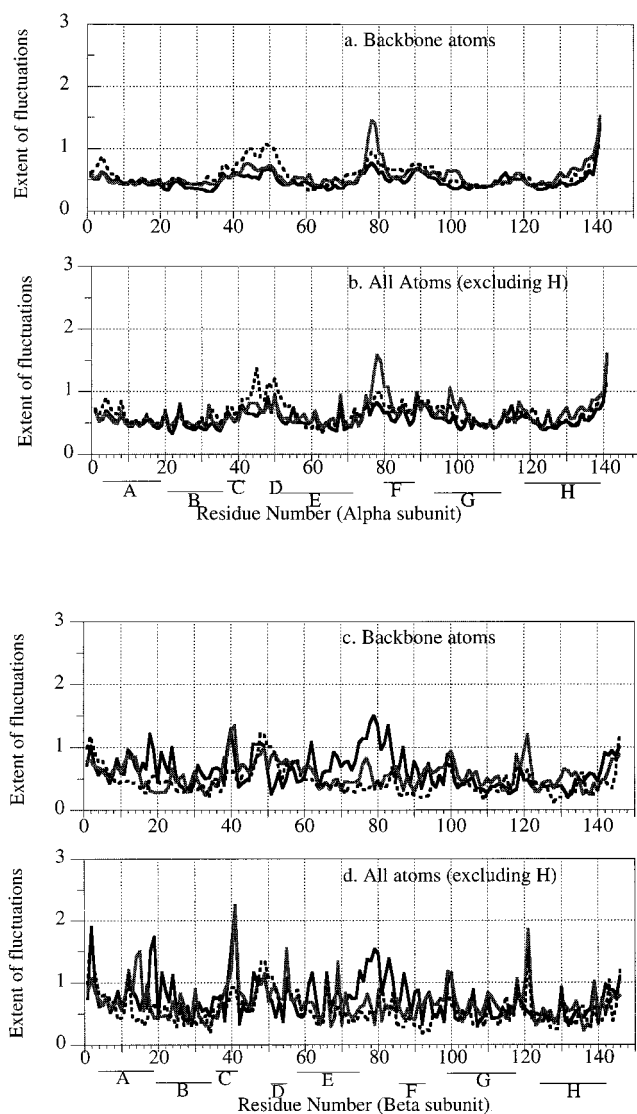 a. Backbone atoms
Extent of fluctuations
3
2
1
0
0 20 40 60 80 100 120 140
b. All Atoms (excluding H)
Extent of fluctuations
3
2
1
0
0 20 40 60 80 100 120 140
A B C D E F G H
Residue Number (Alpha subunit)
c. Backbone atoms
Extent of fluctuations
3
2
1
0
0 20 40 60 80 100 120 140
d. All atoms (excluding H)
Extent of fluctuations
3
2
1
0
0 20 40 60 80 100 120 140
A B C D E F G H
Residue Number (Beta subunit)